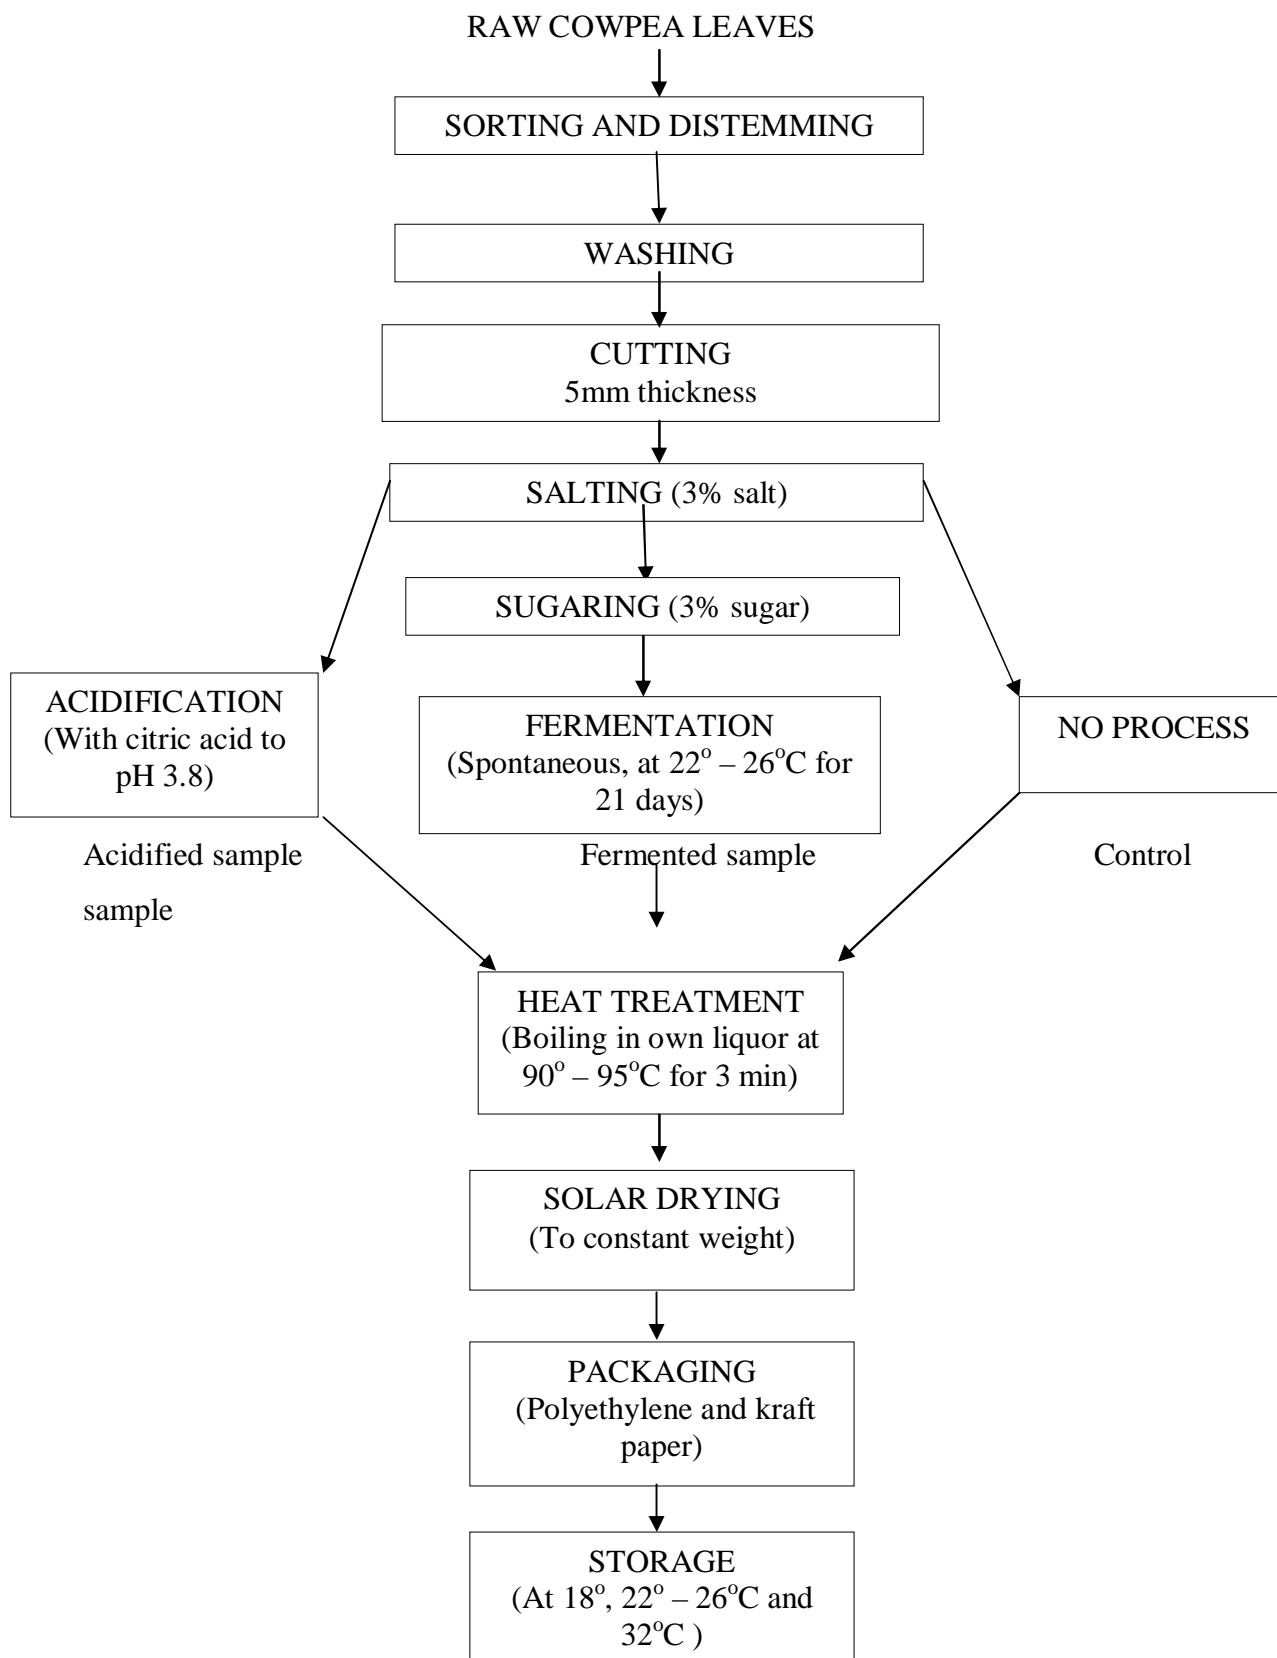 RAW COWPEA LEAVES
SORTING AND DISTEMMING
WASHING
CUTTING
5mm thickness
SALTING (3% salt)
SUGARING (3% sugar)
ACIDIFICATION
(With citric acid to
pH 3.8)
FERMENTATION
(Spontaneous, at 22° – 26°C for
21 days)
NO PROCESS
Acidified sample
sample
Fermented sample
Control
HEAT TREATMENT
(Boiling in own liquor at
90° – 95°C for 3 min)
SOLAR DRYING
(To constant weight)
PACKAGING
(Polyethylene and kraft
paper)
STORAGE
(At 18°, 22° – 26°C and
32°C )